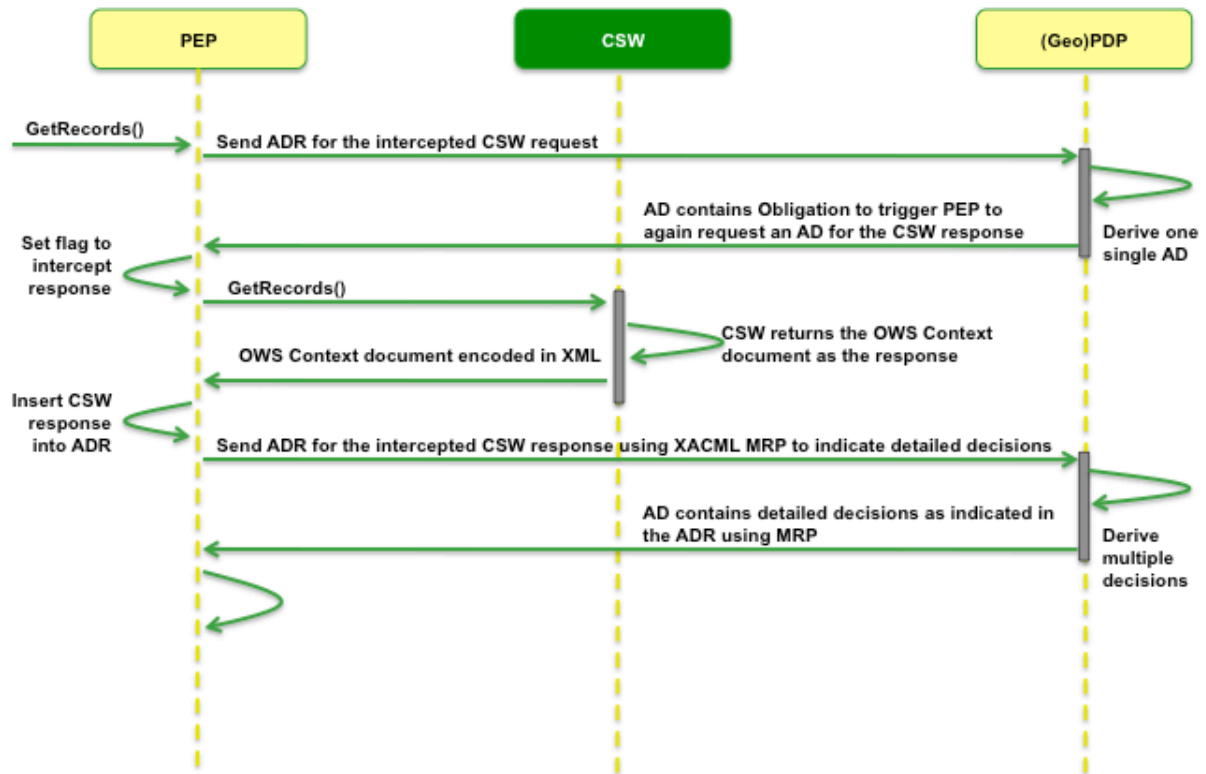 PEP
CSW
(Geo)PDP
GetRecords()
Send ADR for the intercepted CSW request
AD contains Obligation to trigger PEP to
again request an AD for the CSW response
Derive one
single AD
Set flag to
intercept
response
GetRecords()
CSW returns the OWS Context
document as the response
OWS Context document encoded in XML
Insert CSW
response
into ADR
Send ADR for the intercepted CSW response using XACML MRP to indicate detailed decisions
AD contains detailed decisions as indicated in
the ADR using MRP
Derive
multiple
decisions